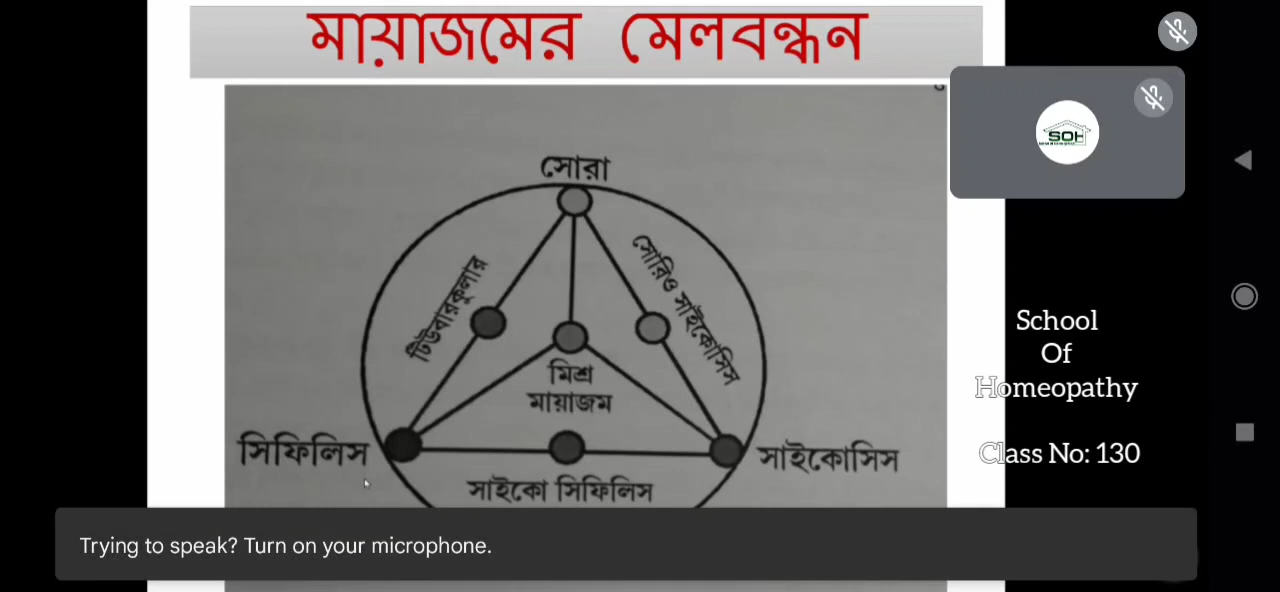 মায়াজমের মেলবন্ধন
সোরা
টিউবারকুলার
সোরিও সাইকোসিস
মিশ্র
মায়াজম
সিফিলিস
সাইকোসিস
সাইকো সিফিলিস
SOH
School
Of
Homeopathy
Class No: 130
Trying to speak? Turn on your microphone.